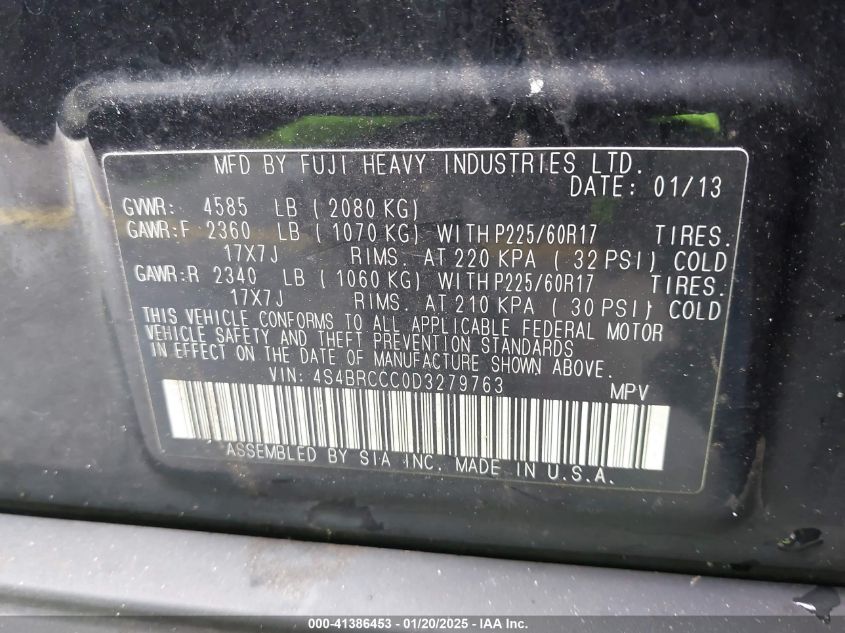 MFD BY FUJI HEAVY INDUSTRIES LTD.
DATE: 01/13
GVWR: 4585 LB ( 2080 KG)
GAWR:F 2360 LB ( 1070 KG) WITH P225/60R17 TIRES.
17X7J RIMS. AT 220 KPA ( 32 PSI) COLD
GAWR:R 2340 LB ( 1060 KG) WITH P225/60R17 TIRES.
17X7J RIMS. AT 210 KPA ( 30 PSI) COLD
THIS VEHICLE CONFORMS TO ALL APPLICABLE FEDERAL MOTOR
VEHICLE SAFETY AND THEFT PREVENTION STANDARDS
IN EFFECT ON THE DATE OF MANUFACTURE SHOWN ABOVE.
VIN: 4S4BRCCC0D3279763 MPV
ASSEMBLED BY SIA INC. MADE IN U.S.A.
000-41386453 - 01/20/2025 - IAA Inc.